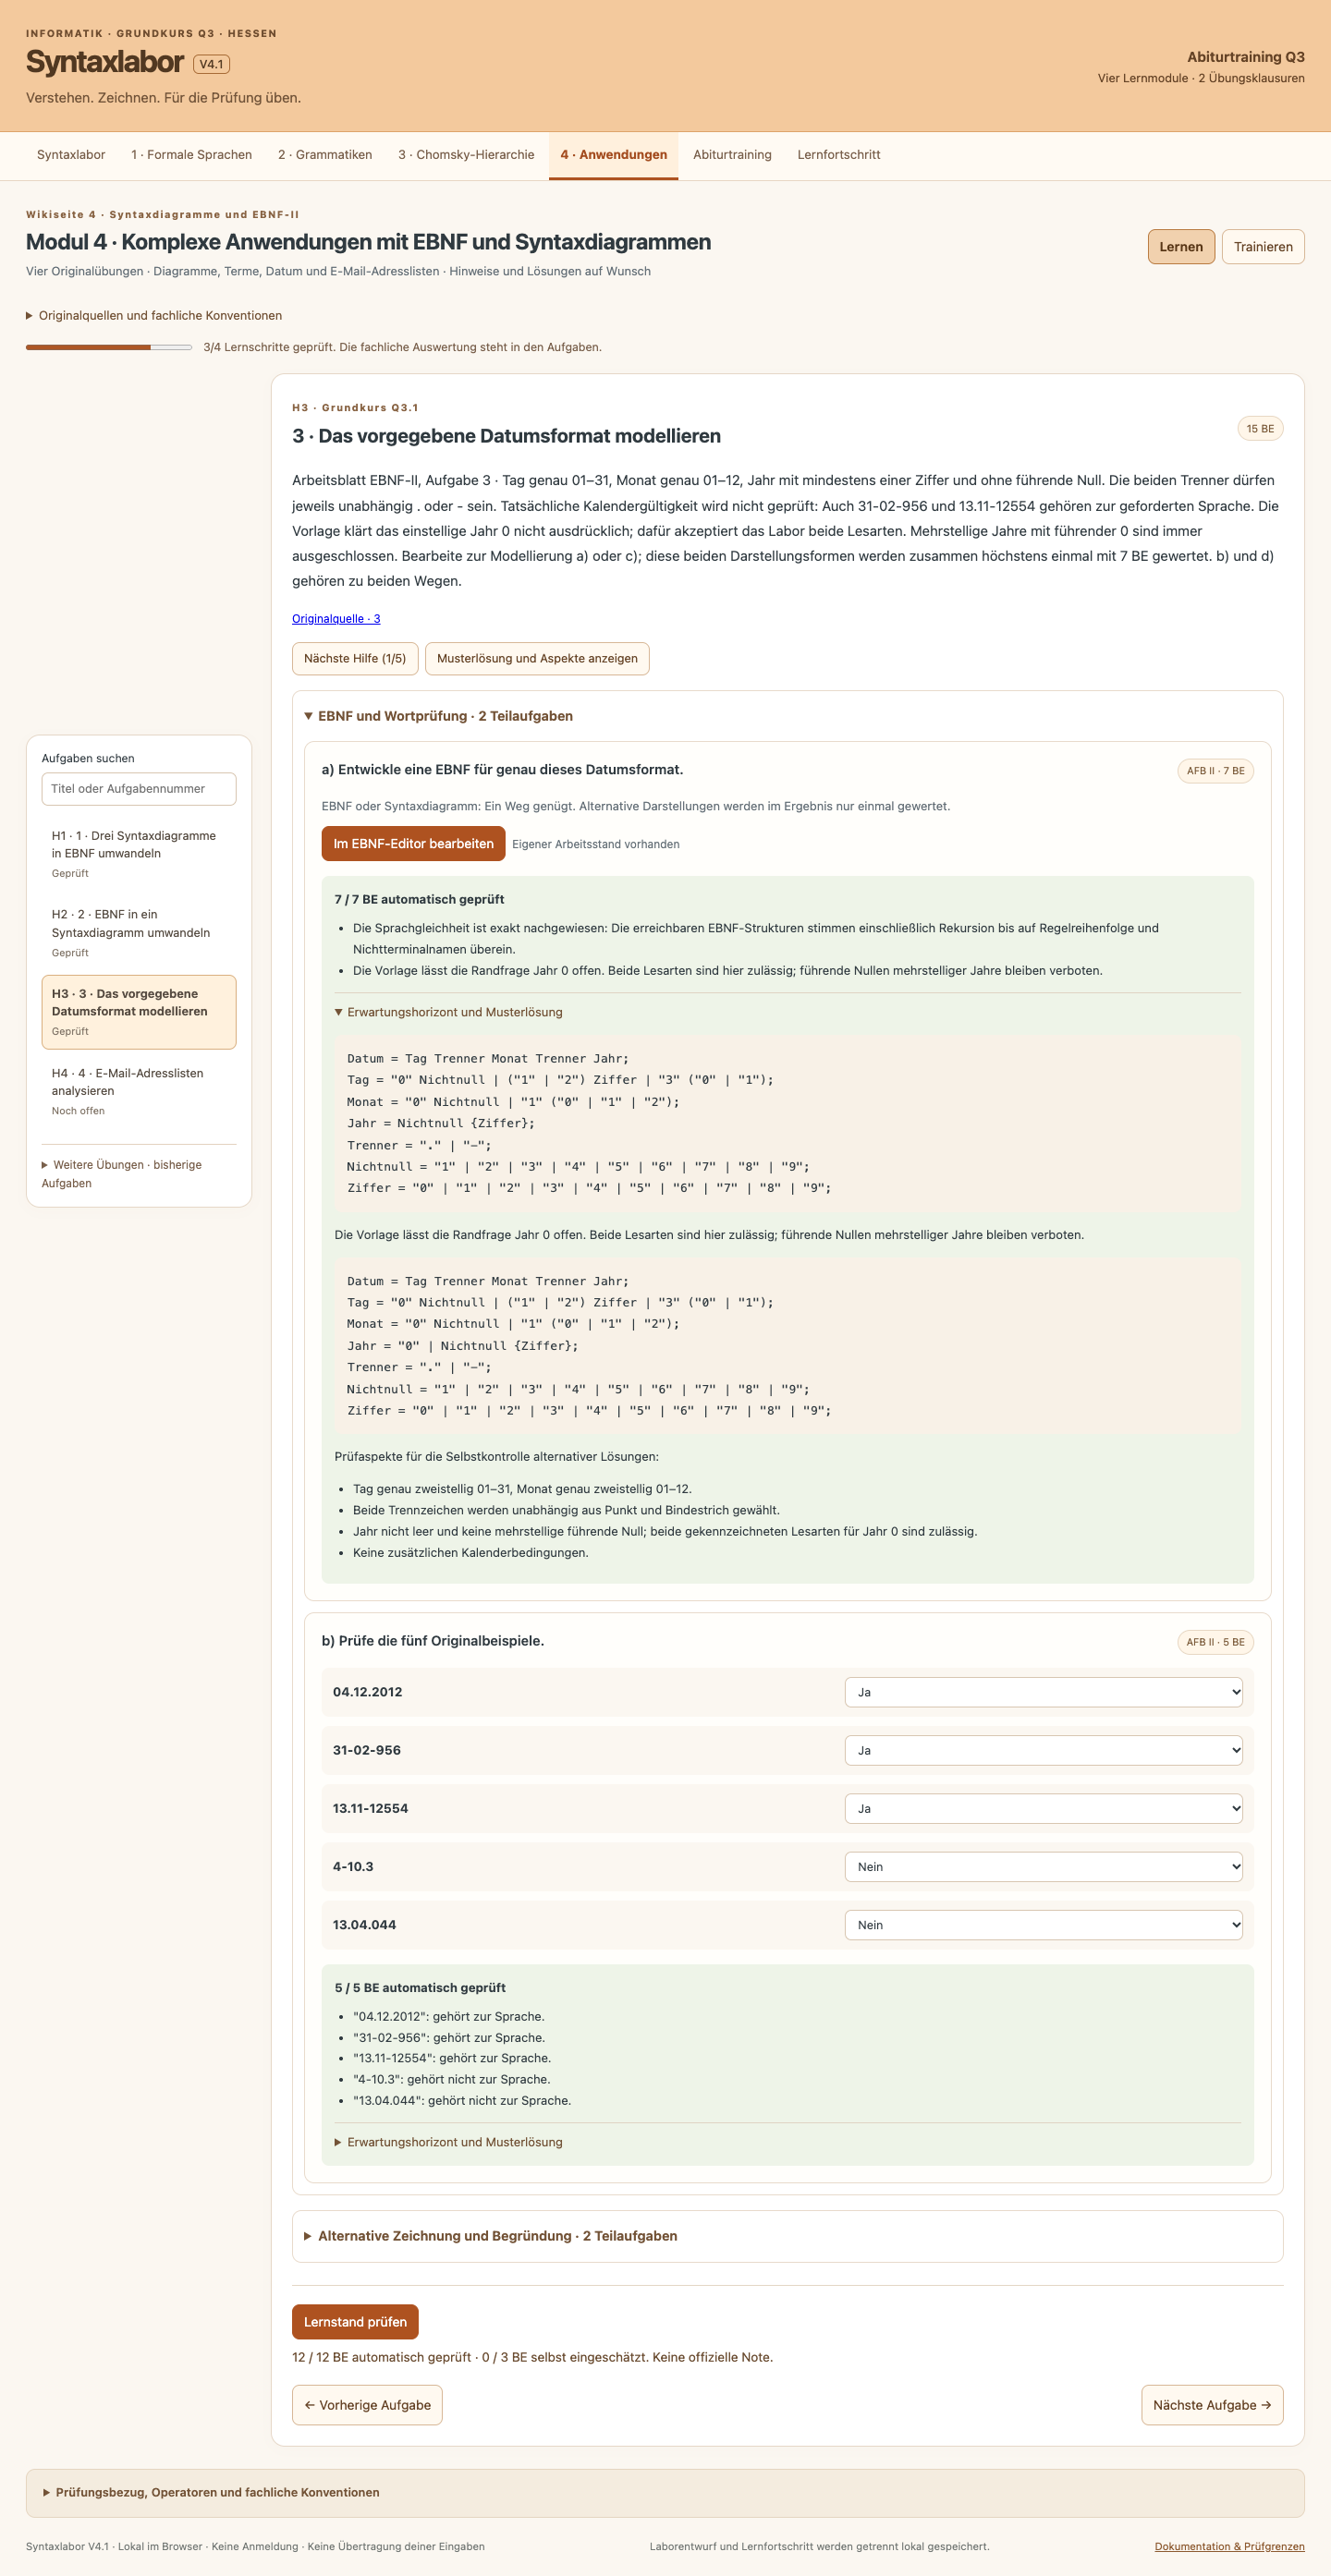 INFORMATIK · GRUNDKURS Q3 · HESSEN
Syntaxlabor V4.1
Verstehen. Zeichnen. Für die Prüfung üben.
Abiturtraining Q3
Vier Lernmodule · 2 Übungsklausuren
Syntaxlabor 1 · Formale Sprachen 2 · Grammatiken 3 · Chomsky-Hierarchie 4 · Anwendungen Abiturtraining Lernfortschritt
Wikiseite 4 · Syntaxdiagramme und EBNF-II
Modul 4 · Komplexe Anwendungen mit EBNF und Syntaxdiagrammen
Vier Originalübungen · Diagramme, Terme, Datum und E-Mail-Adresslisten · Hinweise und Lösungen auf Wunsch
Lernen Trainieren
Originalquellen und fachliche Konventionen
3/4 Lernschritte geprüft. Die fachliche Auswertung steht in den Aufgaben.
Aufgaben suchen
Titel oder Aufgabennummer
H1 · 1 · Drei Syntaxdiagramme
in EBNF umwandeln
Geprüft
H2 · 2 · EBNF in ein
Syntaxdiagramm umwandeln
Geprüft
H3 · 3 · Das vorgegebene
Datumsformat modellieren
Geprüft
H4 · 4 · E-Mail-Adresslisten
analysieren
Noch offen
Weitere Übungen · bisherige
Aufgaben
H3 · Grundkurs Q3.1
3 · Das vorgegebene Datumsformat modellieren
15 BE
Arbeitsblatt EBNF-II, Aufgabe 3 · Tag genau 01–31, Monat genau 01–12, Jahr mit mindestens einer Ziffer und ohne führende Null. Die beiden Trenner dürfen
jeweils unabhängig . oder - sein. Tatsächliche Kalendergültigkeit wird nicht geprüft: Auch 31-02-956 und 13.11-12554 gehören zur geforderten Sprache. Die
Vorlage klärt das einstellige Jahr 0 nicht ausdrücklich; dafür akzeptiert das Labor beide Lesarten. Mehrstellige Jahre mit führender 0 sind immer
ausgeschlossen. Bearbeite zur Modellierung a) oder c); diese beiden Darstellungsformen werden zusammen höchstens einmal mit 7 BE gewertet. b) und d)
gehören zu beiden Wegen.
Originalquelle · 3
Nächste Hilfe (1/5) Musterlösung und Aspekte anzeigen
EBNF und Wortprüfung · 2 Teilaufgaben
a) Entwickle eine EBNF für genau dieses Datumsformat.
AFB II · 7 BE
EBNF oder Syntaxdiagramm: Ein Weg genügt. Alternative Darstellungen werden im Ergebnis nur einmal gewertet.
Im EBNF-Editor bearbeiten Eigener Arbeitsstand vorhanden
7 / 7 BE automatisch geprüft
• Die Sprachgleichheit ist exakt nachgewiesen: Die erreichbaren EBNF-Strukturen stimmen einschließlich Rekursion bis auf Regelreihenfolge und
Nichtterminalnamen überein.
• Die Vorlage lässt die Randfrage Jahr 0 offen. Beide Lesarten sind hier zulässig; führende Nullen mehrstelliger Jahre bleiben verboten.
Erwartungshorizont und Musterlösung
Datum = Tag Trenner Monat Trenner Jahr;
Tag = "0" Nichtnull | ("1" | "2") Ziffer | "3" ("0" | "1");
Monat = "0" Nichtnull | "1" ("0" | "1" | "2");
Jahr = Nichtnull {Ziffer};
Trenner = "." | "-";
Nichtnull = "1" | "2" | "3" | "4" | "5" | "6" | "7" | "8" | "9";
Ziffer = "0" | "1" | "2" | "3" | "4" | "5" | "6" | "7" | "8" | "9";
Die Vorlage lässt die Randfrage Jahr 0 offen. Beide Lesarten sind hier zulässig; führende Nullen mehrstelliger Jahre bleiben verboten.
Datum = Tag Trenner Monat Trenner Jahr;
Tag = "0" Nichtnull | ("1" | "2") Ziffer | "3" ("0" | "1");
Monat = "0" Nichtnull | "1" ("0" | "1" | "2");
Jahr = "0" | Nichtnull {Ziffer};
Trenner = "." | "-";
Nichtnull = "1" | "2" | "3" | "4" | "5" | "6" | "7" | "8" | "9";
Ziffer = "0" | "1" | "2" | "3" | "4" | "5" | "6" | "7" | "8" | "9";
Prüfaspekte für die Selbstkontrolle alternativer Lösungen:
• Tag genau zweistellig 01–31, Monat genau zweistellig 01–12.
• Beide Trennzeichen werden unabhängig aus Punkt und Bindestrich gewählt.
• Jahr nicht leer und keine mehrstellige führende Null; beide gekennzeichneten Lesarten für Jahr 0 sind zulässig.
• Keine zusätzlichen Kalenderbedingungen.
b) Prüfe die fünf Originalbeispiele.
AFB II · 5 BE
04.12.2012 Ja
31-02-956 Ja
13.11-12554 Ja
4-10.3 Nein
13.04.044 Nein
5 / 5 BE automatisch geprüft
• "04.12.2012": gehört zur Sprache.
• "31-02-956": gehört zur Sprache.
• "13.11-12554": gehört zur Sprache.
• "4-10.3": gehört nicht zur Sprache.
• "13.04.044": gehört nicht zur Sprache.
Erwartungshorizont und Musterlösung
Alternative Zeichnung und Begründung · 2 Teilaufgaben
Lernstand prüfen
12 / 12 BE automatisch geprüft · 0 / 3 BE selbst eingeschätzt. Keine offizielle Note.
← Vorherige Aufgabe Nächste Aufgabe →
Prüfungsbezug, Operatoren und fachliche Konventionen
Syntaxlabor V4.1 · Lokal im Browser · Keine Anmeldung · Keine Übertragung deiner Eingaben Laborentwurf und Lernfortschritt werden getrennt lokal gespeichert. Dokumentation & Prüfgrenzen